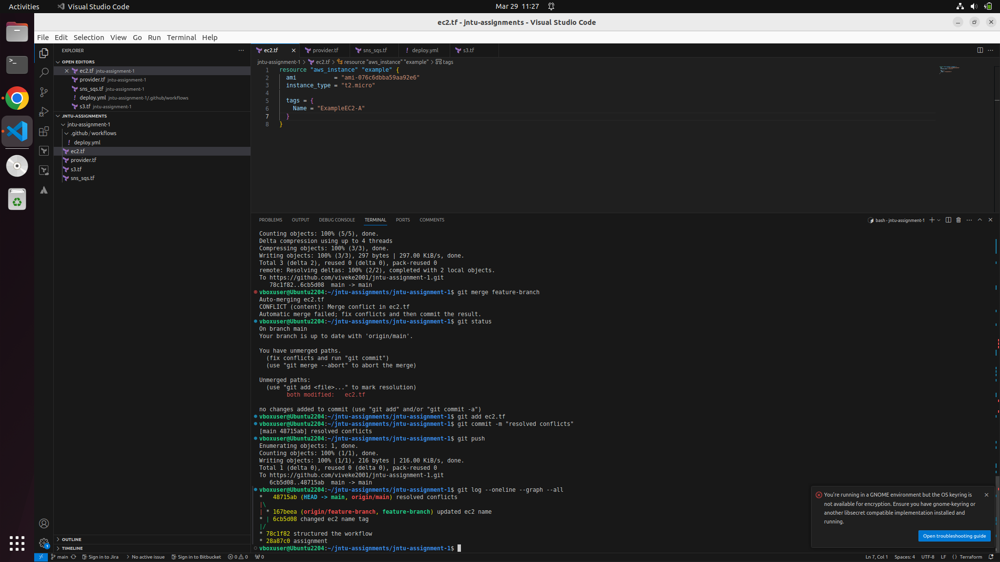 Activities
Visual Studio Code
Mar 29 11:27
ec2.tf - jntu-assignments - Visual Studio Code
File Edit Selection View Go Run Terminal Help
EXPLORER
OPEN EDITORS
ec2.tf jntu-assignment-1
provider.tf jntu-assignment-1
sns_sqs.tf jntu-assignment-1
! deploy.yml jntu-assignment-1/.github/workflows
s3.tf jntu-assignment-1
JNTU-ASSIGNMENTS
jntu-assignment-1
.github/workflows
! deploy.yml
ec2.tf
provider.tf
s3.tf
sns_sqs.tf
OUTLINE
TIMELINE
ec2.tf
provider.tf
sns_sqs.tf
! deploy.yml
s3.tf
jntu-assignment-1 > ec2.tf > resource "aws_instance" "example" > tags
1 resource "aws_instance" "example" {
2   ami           = "ami-076c6dbba59aa92e6"
3   instance_type = "t2.micro"
4
5   tags = {
6     Name = "ExampleEC2-A"
7   }
8 }
PROBLEMS OUTPUT DEBUG CONSOLE TERMINAL PORTS COMMENTS
bash - jntu-assignment-1
Counting objects: 100% (5/5), done.
Delta compression using up to 4 threads
Compressing objects: 100% (3/3), done.
Writing objects: 100% (3/3), 297 bytes | 297.00 KiB/s, done.
Total 3 (delta 2), reused 0 (delta 0), pack-reused 0
remote: Resolving deltas: 100% (2/2), completed with 2 local objects.
To https://github.com/viveke2001/jntu-assignment-1.git
   78c1f82..6cb5d08  main -> main
vboxuser@Ubuntu2204:~/jntu-assignments/jntu-assignment-1$ git merge feature-branch
Auto-merging ec2.tf
CONFLICT (content): Merge conflict in ec2.tf
Automatic merge failed; fix conflicts and then commit the result.
vboxuser@Ubuntu2204:~/jntu-assignments/jntu-assignment-1$ git status
On branch main
Your branch is up to date with 'origin/main'.

You have unmerged paths.
  (fix conflicts and run "git commit")
  (use "git merge --abort" to abort the merge)

Unmerged paths:
  (use "git add <file>..." to mark resolution)
        both modified:   ec2.tf

no changes added to commit (use "git add" and/or "git commit -a")
vboxuser@Ubuntu2204:~/jntu-assignments/jntu-assignment-1$ git add ec2.tf
vboxuser@Ubuntu2204:~/jntu-assignments/jntu-assignment-1$ git commit -m "resolved conflicts"
[main 48715ab] resolved conflicts
vboxuser@Ubuntu2204:~/jntu-assignments/jntu-assignment-1$ git push
Enumerating objects: 1, done.
Counting objects: 100% (1/1), done.
Writing objects: 100% (1/1), 216 bytes | 216.00 KiB/s, done.
Total 1 (delta 0), reused 0 (delta 0), pack-reused 0
To https://github.com/viveke2001/jntu-assignment-1.git
   6cb5d08..48715ab  main -> main
vboxuser@Ubuntu2204:~/jntu-assignments/jntu-assignment-1$ git log --oneline --graph --all
*   48715ab (HEAD -> main, origin/main) resolved conflicts
|\
| * 167beea (origin/feature-branch, feature-branch) updated ec2 name
* | 6cb5d08 changed ec2 name tag
|/
* 78c1f82 structured the workflow
* 28a87c0 assignment
vboxuser@Ubuntu2204:~/jntu-assignments/jntu-assignment-1$
You're running in a GNOME environment but the OS keyring is
not available for encryption. Ensure you have gnome-keyring or
another libsecret compatible implementation installed and
running.
Open troubleshooting guide
1
main Sign in to Jira No active issue Sign in to Bitbucket 0 0 0
Ln 7, Col 1 Spaces: 4 UTF-8 LF {} Terraform